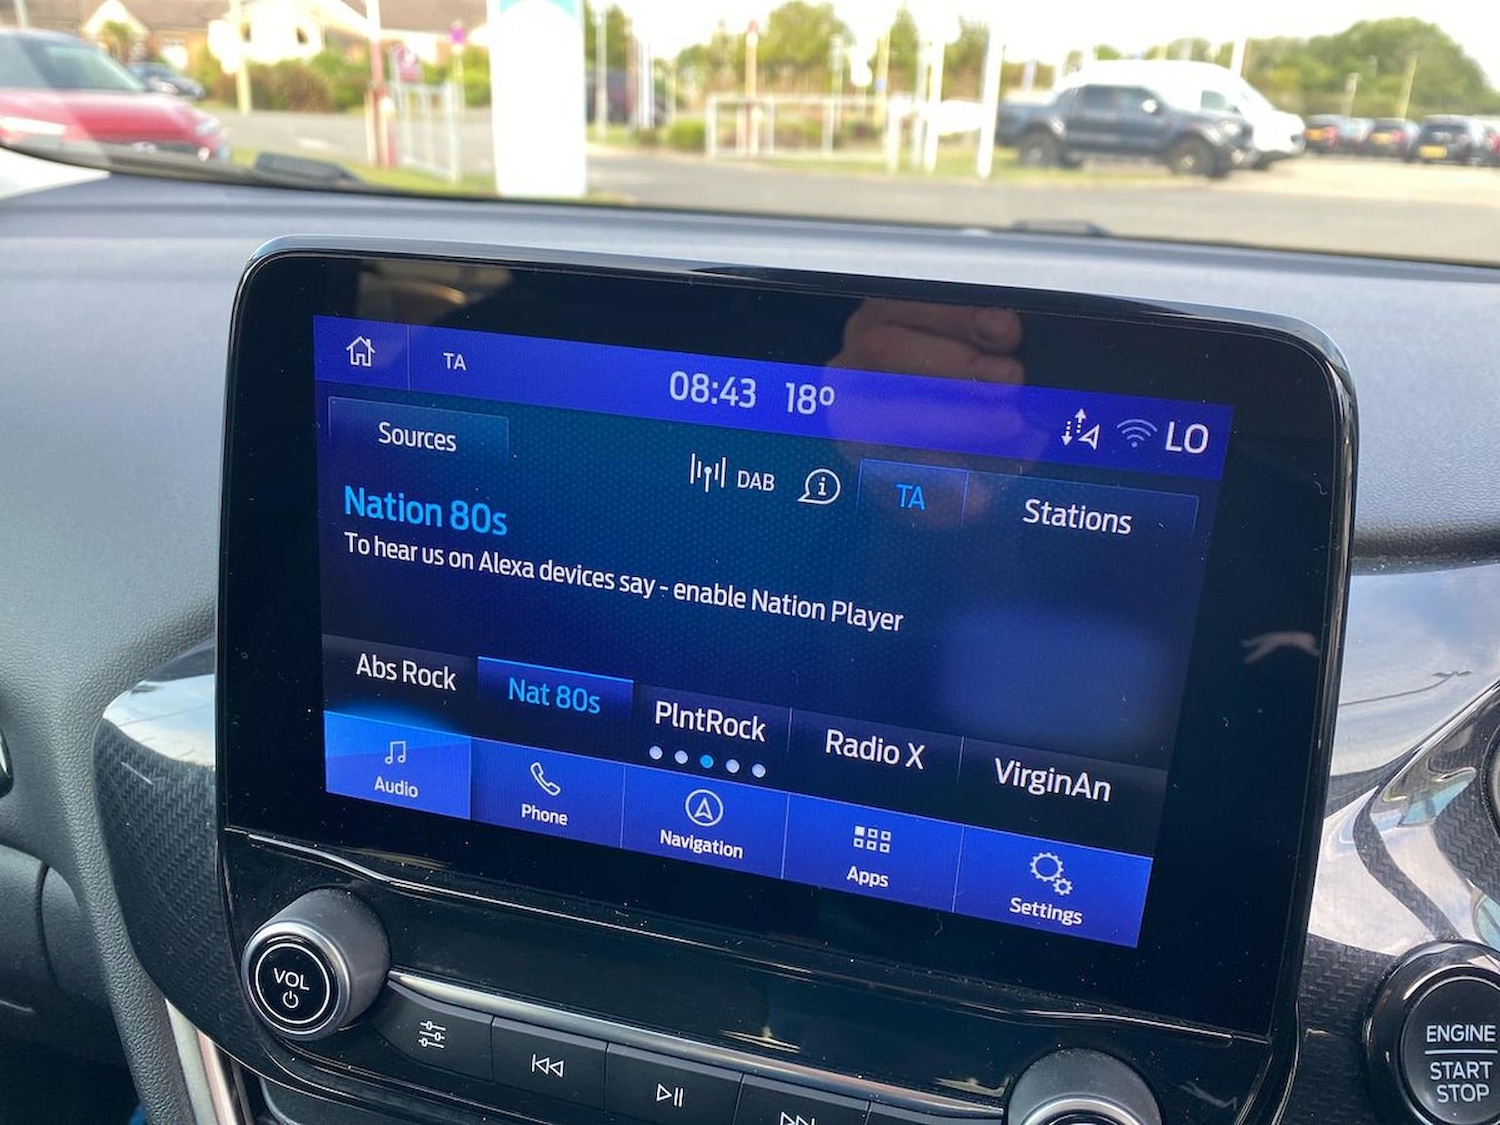 TA
08:43 18º
LO
Sources
DAB
TA
Stations
Nation 80s
To hear us on Alexa devices say - enable Nation Player
Abs Rock
Nat 80s
PlntRock
Radio X
VirginAn
Audio
Phone
Navigation
Apps
Settings
VOL
ENGINE
START
STOP